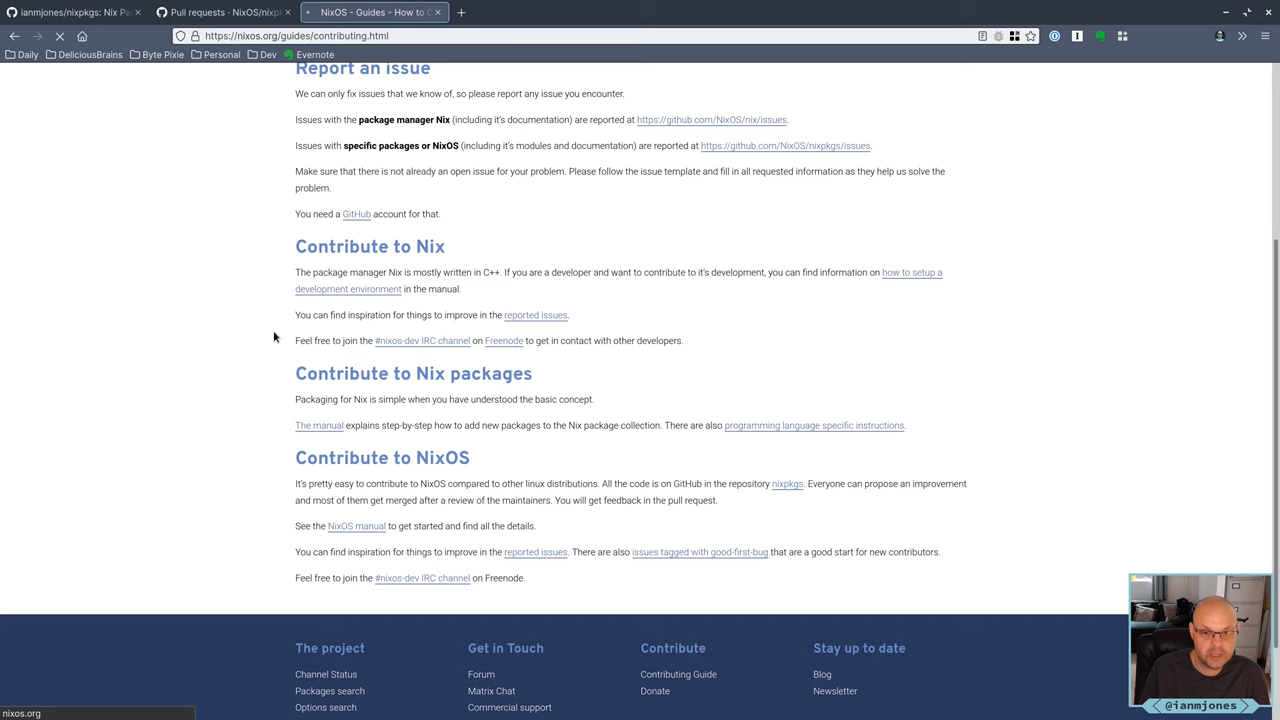 ianmjones/nixpkgs: Nix Pa
Pull requests · NixOS/nixp
NixOS - Guides - How to C
https://nixos.org/guides/contributing.html
Daily
DeliciousBrains
Byte Pixie
Personal
Dev
Evernote
Report an issue
We can only fix issues that we know of, so please report any issue you encounter.
Issues with the package manager Nix (including it's documentation) are reported at https://github.com/NixOS/nix/issues.
Issues with specific packages or NixOS (including it's modules and documentation) are reported at https://github.com/NixOS/nixpkgs/issues.
Make sure that there is not already an open issue for your problem. Please follow the issue template and fill in all requested information as they help us solve the
problem.
You need a GitHub account for that.
Contribute to Nix
The package manager Nix is mostly written in C++. If you are a developer and want to contribute to it's development, you can find information on how to setup a
development environment in the manual.
You can find inspiration for things to improve in the reported issues.
Feel free to join the #nixos-dev IRC channel on Freenode to get in contact with other developers.
Contribute to Nix packages
Packaging for Nix is simple when you have understood the basic concept.
The manual explains step-by-step how to add new packages to the Nix package collection. There are also programming language specific instructions.
Contribute to NixOS
It's pretty easy to contribute to NixOS compared to other linux distributions. All the code is on GitHub in the repository nixpkgs. Everyone can propose an improvement
and most of them get merged after a review of the maintainers. You will get feedback in the pull request.
See the NixOS manual to get started and find all the details.
You can find inspiration for things to improve in the reported issues. There are also issues tagged with good-first-bug that are a good start for new contributors.
Feel free to join the #nixos-dev IRC channel on Freenode.
The project
Get in Touch
Contribute
Stay up to date
Channel Status
Forum
Contributing Guide
Blog
Packages search
Matrix Chat
Donate
Newsletter
Options search
Commercial support
@ianmjones
nixos.org